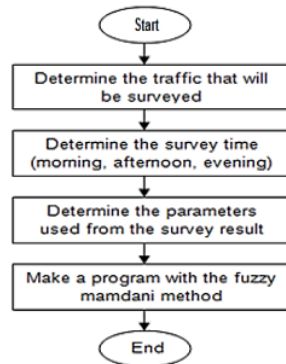 Start
Determine the traffic that will
be surveyed
Determine the survey time
(morning, afternoon, evening)
Determine the parameters
used from the survey result
Make a program with the fuzzy
mamdani method
End